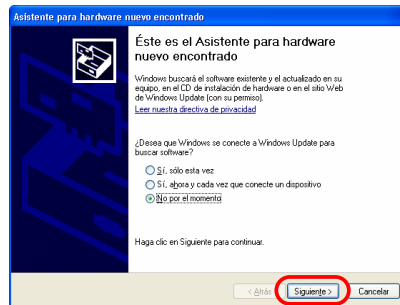 Asistente para hardware nuevo encontrado
Éste es el Asistente para hardware
nuevo encontrado
Windows buscará el software existente y el actualizado en su
equipo, en el CD de instalación de hardware o en el sitio Web
de Windows Update (con su permiso).
Leer nuestra directiva de privacidad
¿Desea que Windows se conecte a Windows Update para
buscar software?
Sí, sólo esta vez
Sí, ahora y cada vez que conecte un dispositivo
No por el momento
Haga clic en Siguiente para continuar.
< Atrás Siguiente > Cancelar